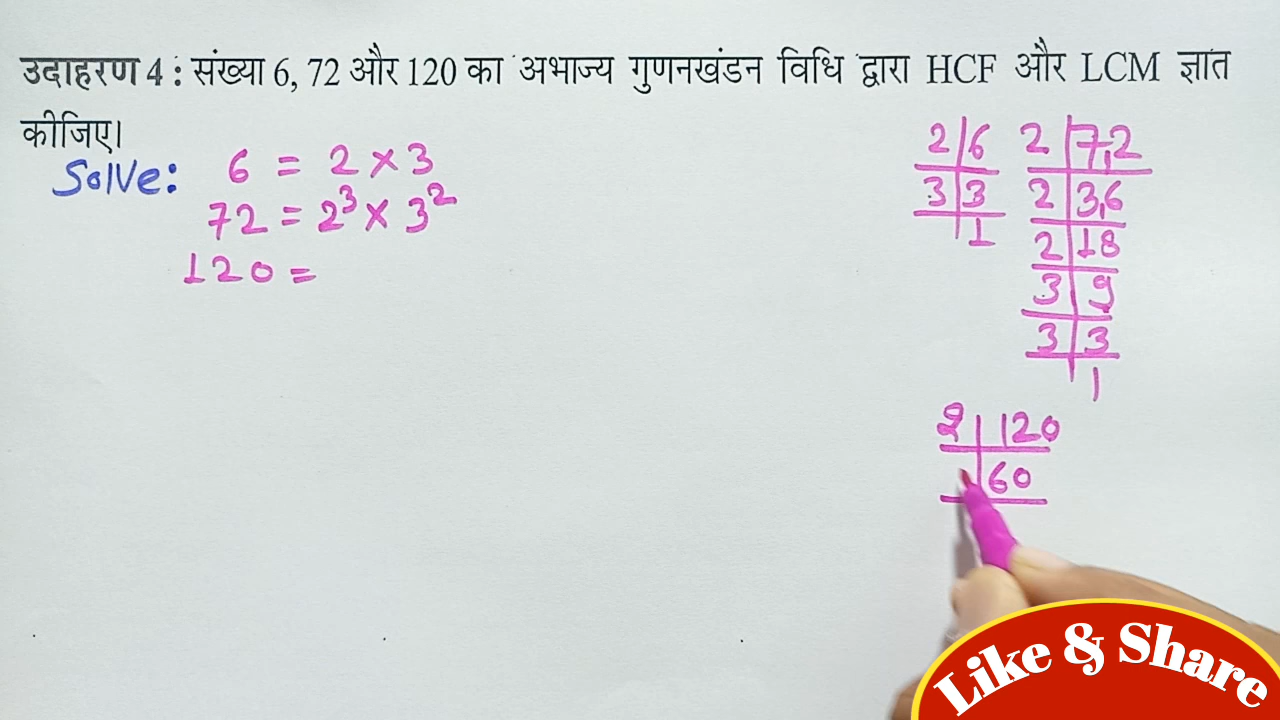 उदाहरण 4 : संख्या 6, 72 और 120 का अभाज्य गुणनखंडन विधि द्वारा HCF और LCM ज्ञात
कीजिए।
Solve: 6 = 2 × 3
72 = 2³ × 3²
120 =
2 | 6
3 | 3
1
2 | 72
2 | 36
2 | 18
3 | 9
3 | 3
1
2 | 120
60
Like & Share